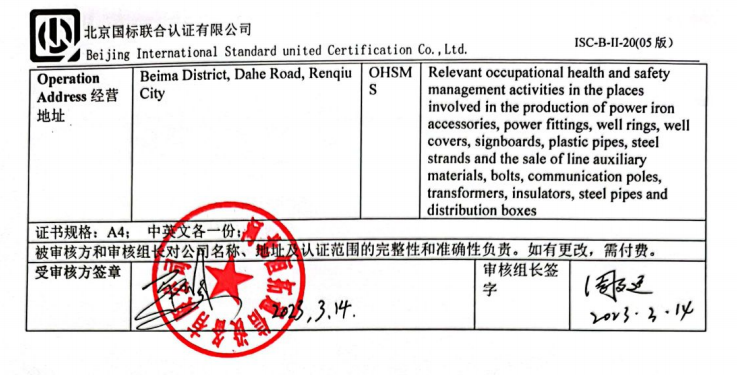 北京国标联合认证有限公司
Beijing International Standard united Certification Co.,Ltd.
ISC-B-II-20(05 版)
Operation
Address 经营
地址
Beima District, Dahe Road, Renqiu
City
OHSM
S
Relevant occupational health and safety
management activities in the places
involved in the production of power iron
accessories, power fittings, well rings, well
covers, signboards, plastic pipes, steel
strands and the sale of line auxiliary
materials, bolts, communication poles,
transformers, insulators, steel pipes and
distribution boxes
证书规格：A4； 中英文各一份；
被审核方和审核组长对公司名称、地址及认证范围的完整性和准确性负责。如有更改，需付费。
受审核方签章
2023,3.14.
审核组长签
字
2023.3.14